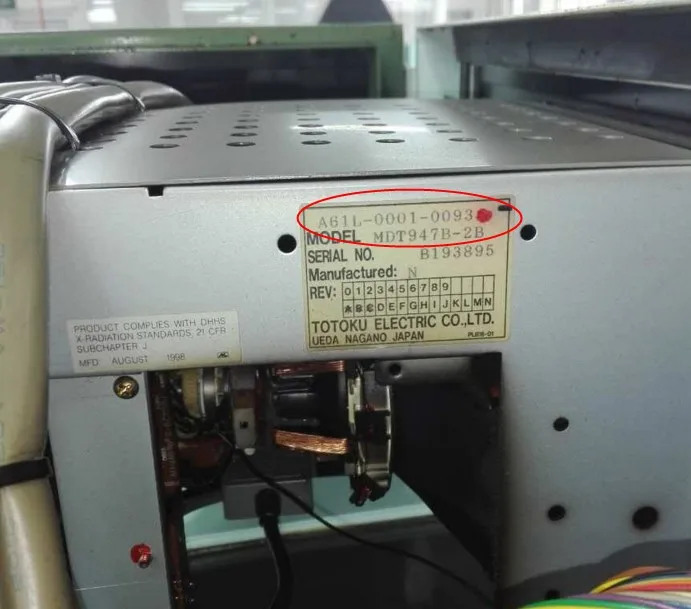 A61L-0001-0093
MODEL MDT947B-2B
SERIAL NO. B193895
Manufactured: N
REV: 0 1 2 3 4 5 6 7 8 9
A B C D E F G H I J K L M N
TOTOKU ELECTRIC CO.,LTD.
UEDA NAGANO JAPAN PU616-01
PRODUCT COMPLIES WITH DHHS
X-RADIATION STANDARDS, 21 CFR
SUBCHAPTER J.
MFD: AUGUST 1998